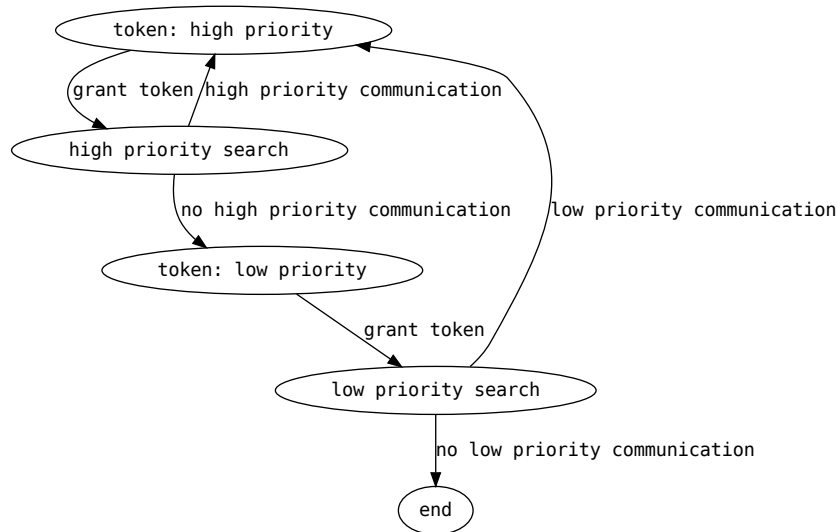 token: high priority
grant token
high priority communication
high priority search
no high priority communication
low priority communication
token: low priority
grant token
low priority search
no low priority communication
end